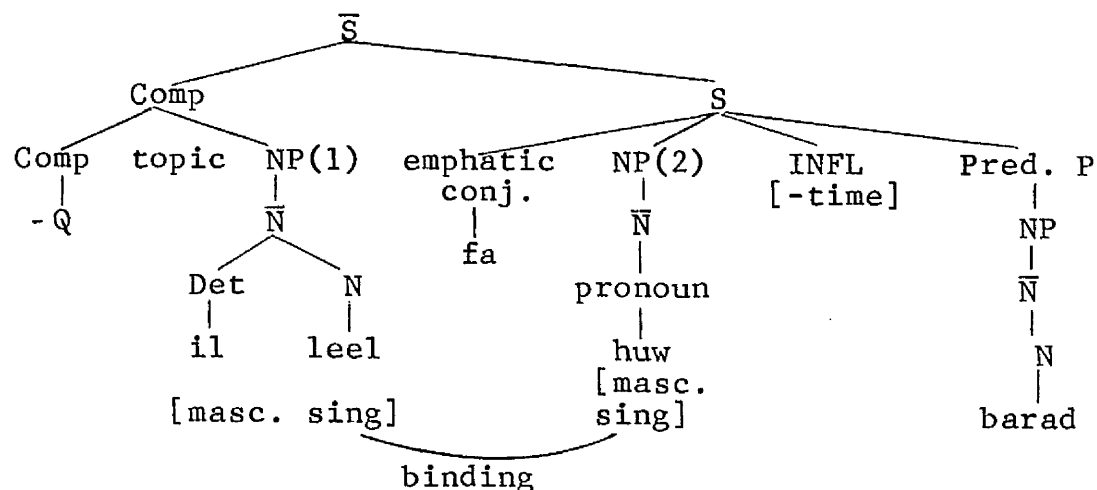 S̅
Comp S
Comp topic NP(1) emphatic conj. NP(2) INFL [-time] Pred. P
-Q N̅ fa N̅ NP
Det N pronoun N̅
il leel huw N
[masc. sing] [masc. sing] barad
binding